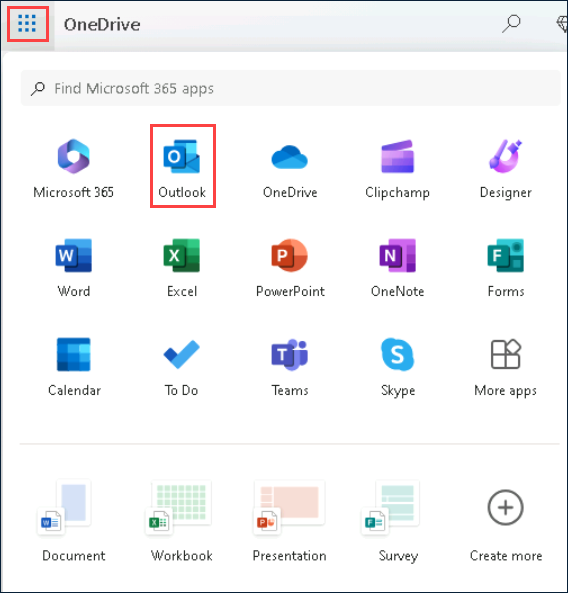 OneDrive
Find Microsoft 365 apps
Microsoft 365 Outlook OneDrive Clipchamp Designer
Word Excel PowerPoint OneNote Forms
Calendar To Do Teams Skype More apps
Document Workbook Presentation Survey Create more